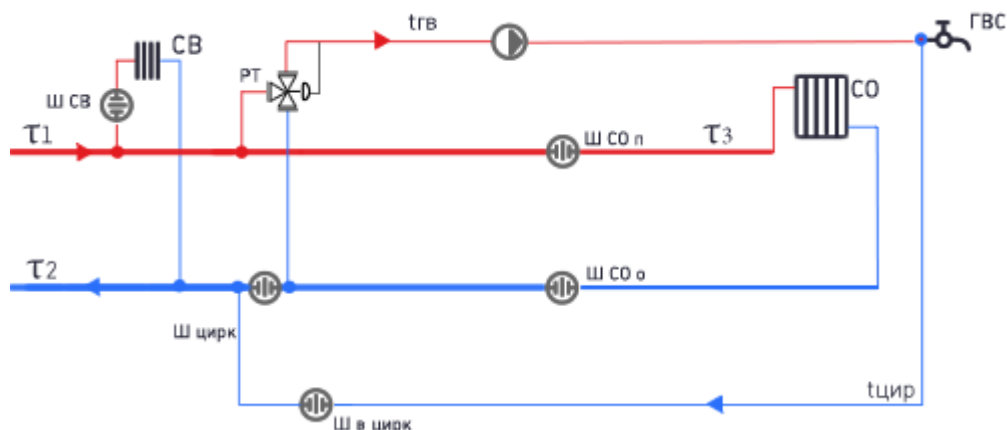 tгв
ГВС
СВ
РТ
Ш СВ
СО
τ1
Ш СО п
τ3
τ2
Ш СО о
Ш цирк
tцир
Ш в цирк